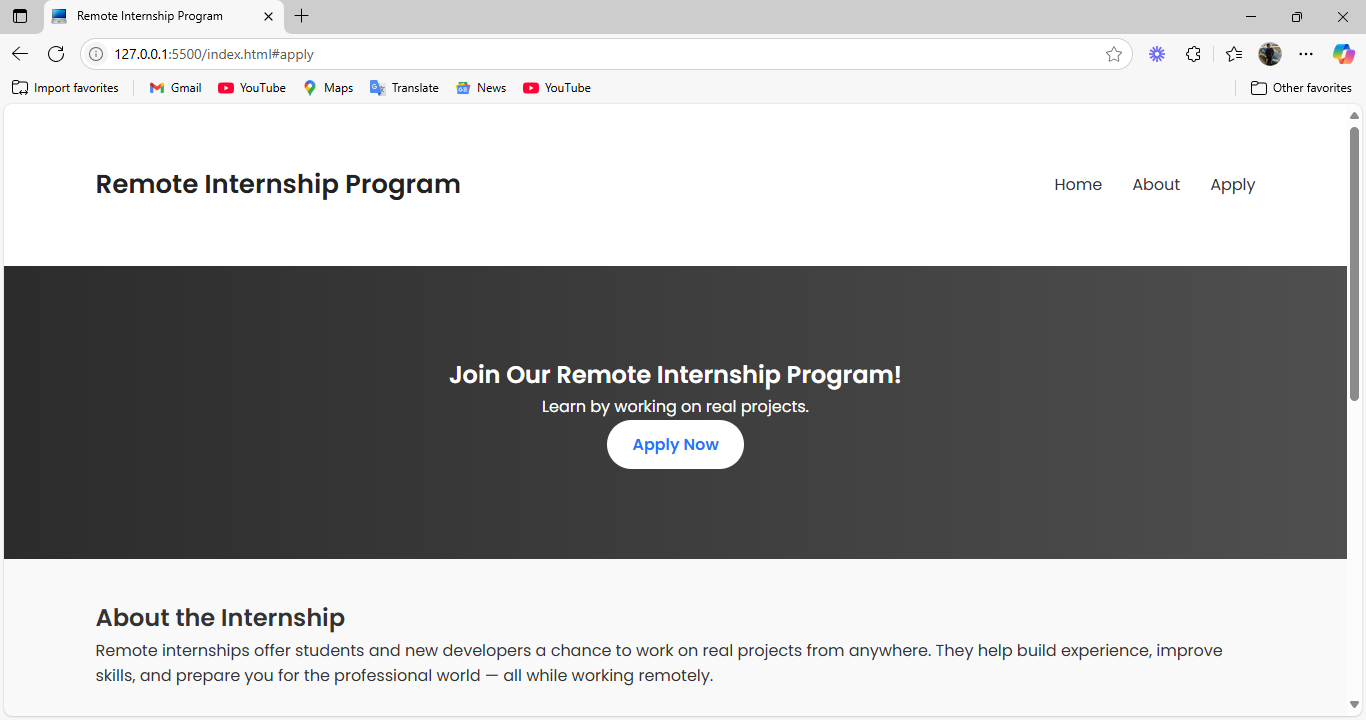 Remote Internship Program
127.0.0.1:5500/index.html#apply
Import favorites Gmail YouTube Maps Translate News YouTube Other favorites
Remote Internship Program Home About Apply
Join Our Remote Internship Program!
Learn by working on real projects.
Apply Now
About the Internship
Remote internships offer students and new developers a chance to work on real projects from anywhere. They help build experience, improve
skills, and prepare you for the professional world — all while working remotely.